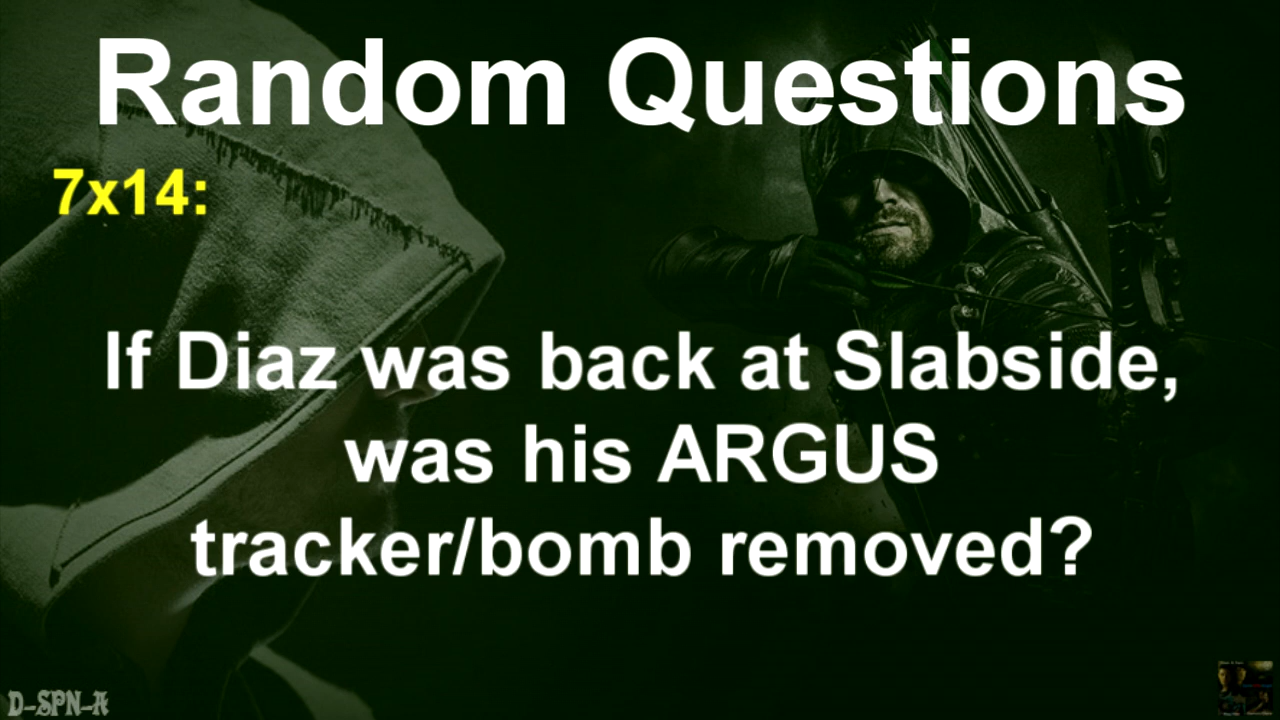 Random Questions
7x14:
If Diaz was back at Slabside,
was his ARGUS
tracker/bomb removed?
D-SPN-A